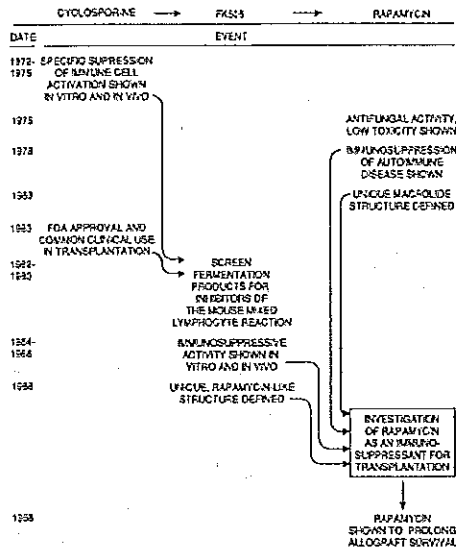 CYCLOSPORINE → FK506 → RAPAMYCIN
DATE EVENT
1972- SPECIFIC SUPRESSION
1975 OF IMMUNE CELL
ACTIVATION SHOWN
IN VITRO AND IN VIVO
1975 ANTIFUNGAL ACTIVITY,
LOW TOXICITY SHOWN
IMMUNOSUPPRESSION
OF AUTOIMMUNE
DISEASE SHOWN
UNIQUE MACROLIDE
STRUCTURE DEFINED
1983 FDA APPROVAL AND
COMMON CLINICAL USE
IN TRANSPLANTATION
SCREEN
FERMENTATION
PRODUCTS FOR
INHIBITORS OF
THE MOUSE MIXED
LYMPHOCYTE REACTION
IMMUNOSUPPRESSIVE
ACTIVITY SHOWN IN
VITRO AND IN VIVO
UNIQUE, RAPAMYCIN-LIKE
STRUCTURE DEFINED
INVESTIGATION
OF RAPAMYCIN
AS AN IMMUNO-
SUPPRESSANT FOR
TRANSPLANTATION
RAPAMYCIN
SHOWN TO PROLONG
ALLOGRAFT SURVIVAL